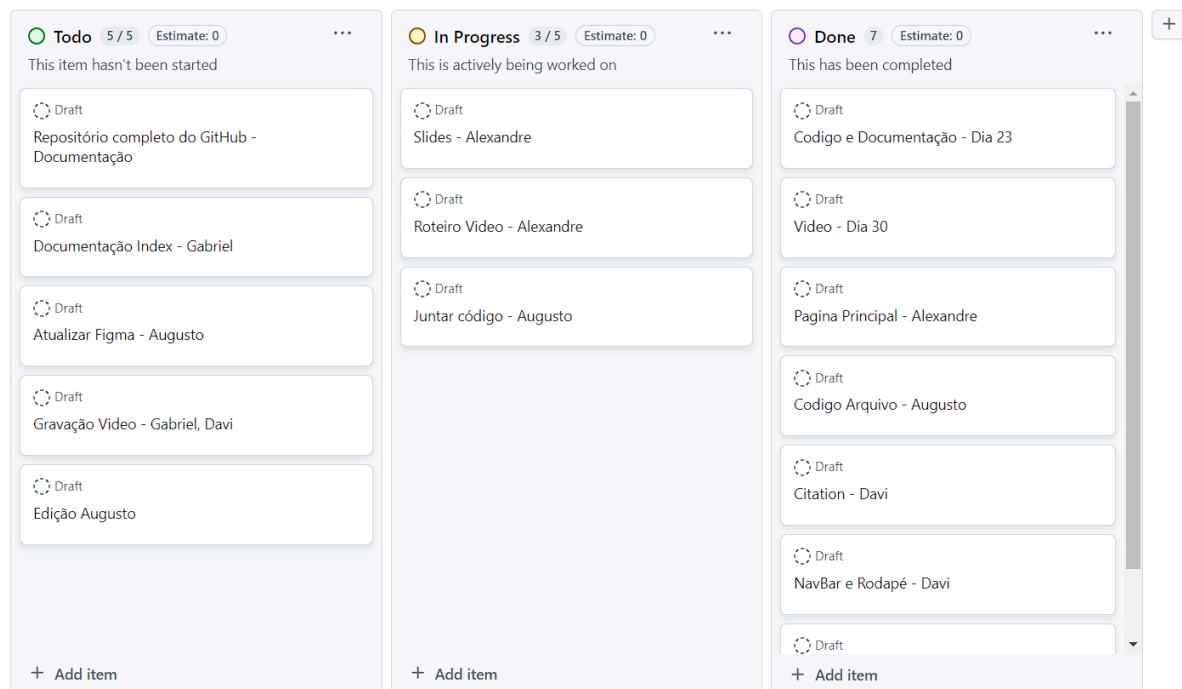 Todo 5 / 5 Estimate: 0
This item hasn't been started
Draft
Repositório completo do GitHub -
Documentação
Draft
Documentação Index - Gabriel
Draft
Atualizar Figma - Augusto
Draft
Gravação Video - Gabriel, Davi
Draft
Edição Augusto
+ Add item
In Progress 3 / 5 Estimate: 0
This is actively being worked on
Draft
Slides - Alexandre
Draft
Roteiro Video - Alexandre
Draft
Juntar código - Augusto
+ Add item
Done 7 Estimate: 0
This has been completed
Draft
Codigo e Documentação - Dia 23
Draft
Video - Dia 30
Draft
Pagina Principal - Alexandre
Draft
Codigo Arquivo - Augusto
Draft
Citation - Davi
Draft
NavBar e Rodapé - Davi
Draft
+ Add item